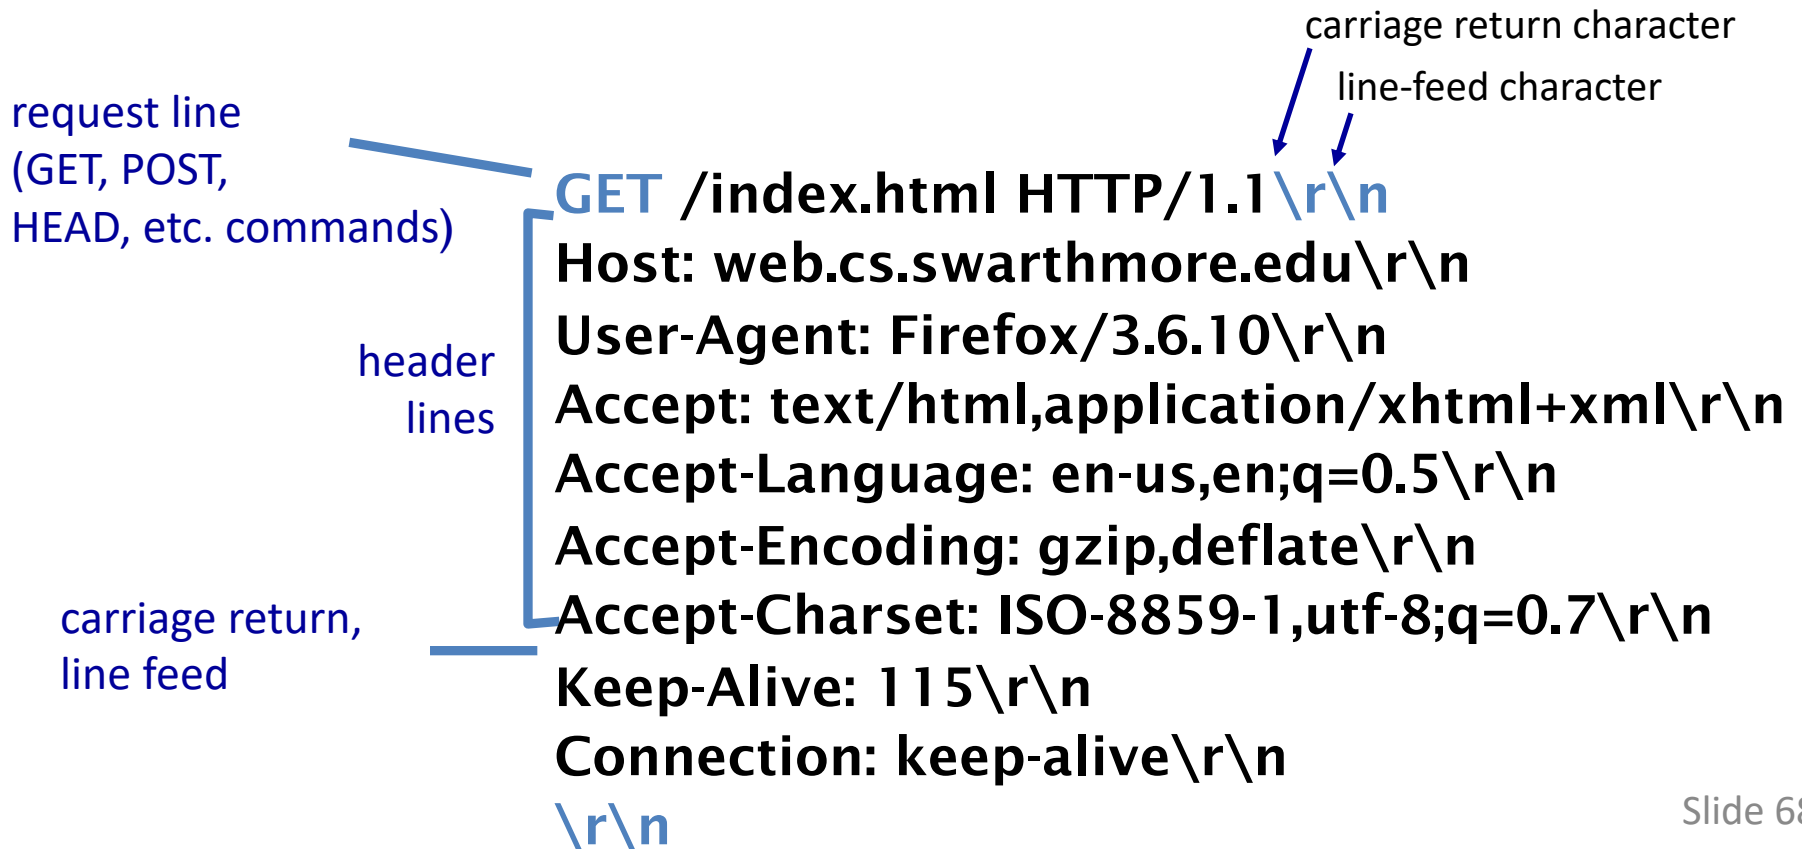 carriage return character
line-feed character
request line
(GET, POST,
HEAD, etc. commands)
GET /index.html HTTP/1.1\r\n
Host: web.cs.swarthmore.edu\r\n
User-Agent: Firefox/3.6.10\r\n
Accept: text/html,application/xhtml+xml\r\n
Accept-Language: en-us,en;q=0.5\r\n
Accept-Encoding: gzip,deflate\r\n
Accept-Charset: ISO-8859-1,utf-8;q=0.7\r\n
Keep-Alive: 115\r\n
Connection: keep-alive\r\n
\r\n
header
lines
carriage return,
line feed
Slide 68